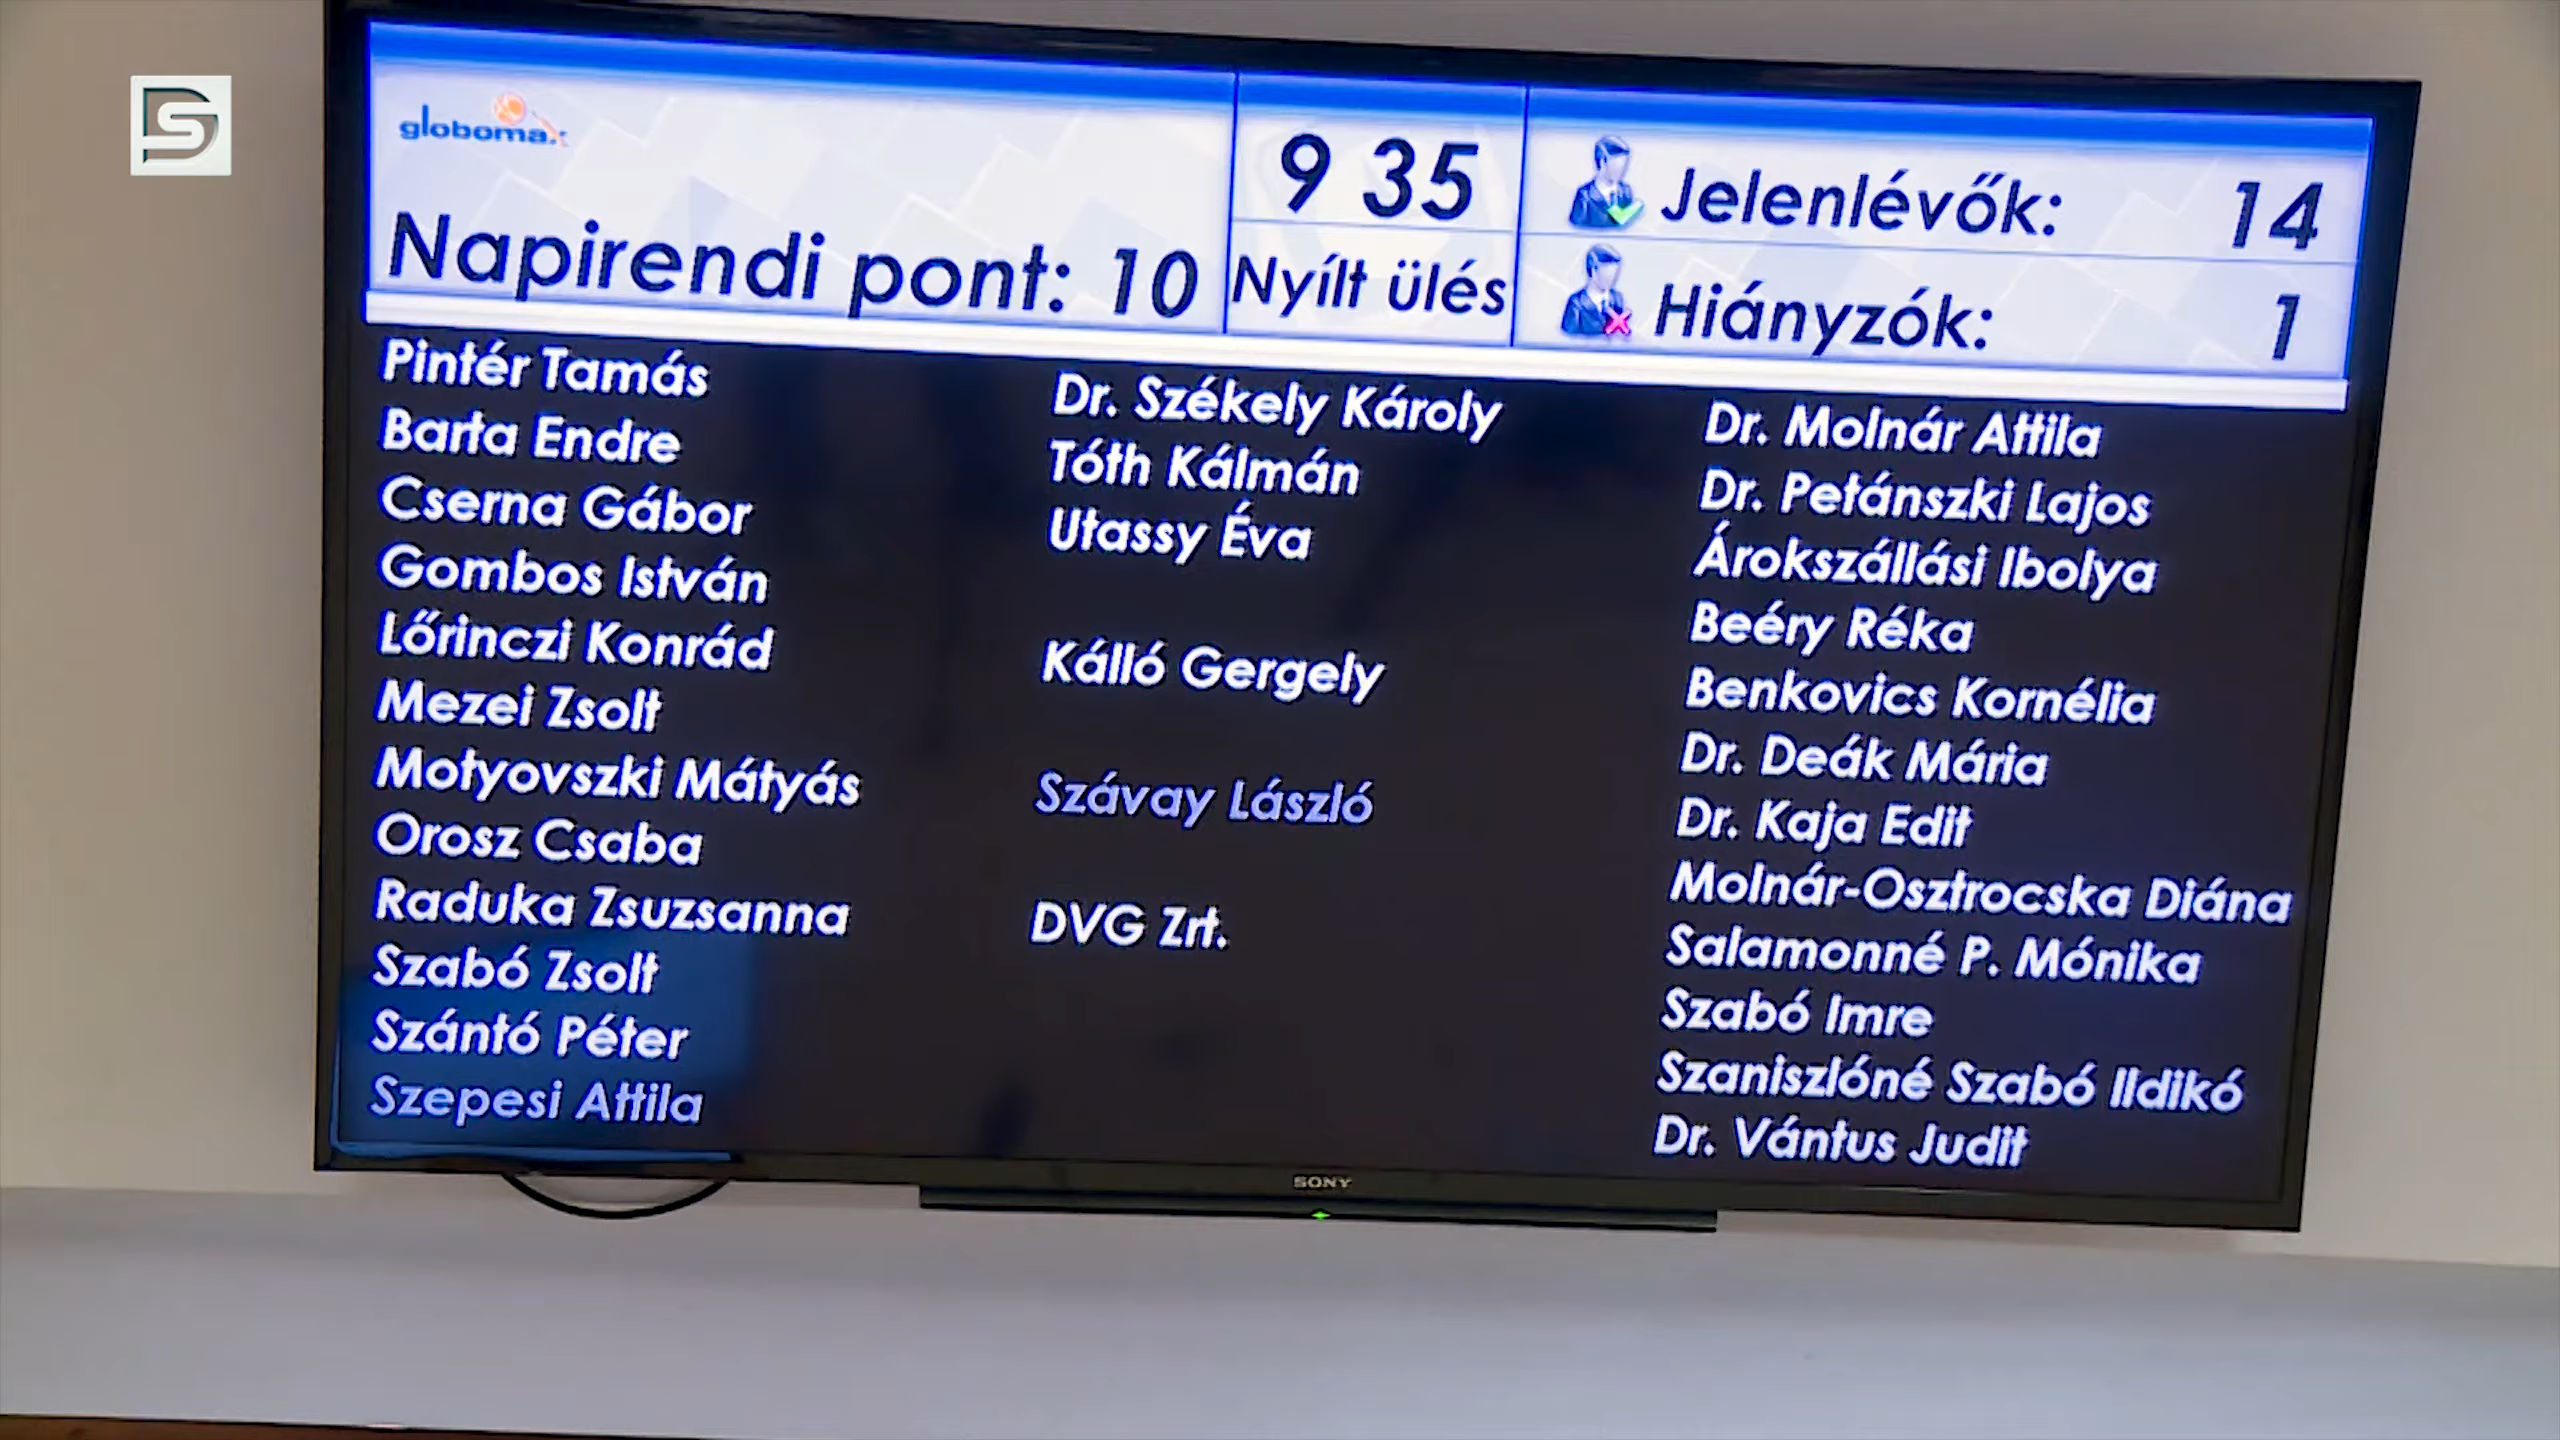 DS
globomax
Napirendi pont: 10
9 35
Nyílt ülés
Jelenlévők: 14
Hiányzók: 1
Pintér Tamás
Barta Endre
Cserna Gábor
Gombos István
Lőrinczi Konrád
Mezei Zsolt
Motyovszki Mátyás
Orosz Csaba
Raduka Zsuzsanna
Szabó Zsolt
Szántó Péter
Szepesi Attila
Dr. Székely Károly
Tóth Kálmán
Utassy Éva
Kálló Gergely
Szávay László
DVG Zrt.
Dr. Molnár Attila
Dr. Petánszki Lajos
Árokszállási Ibolya
Beéry Réka
Benkovics Kornélia
Dr. Deák Mária
Dr. Kaja Edit
Molnár-Osztrocska Diána
Salamonné P. Mónika
Szabó Imre
Szaniszlóné Szabó Ildikó
Dr. Vántus Judit
SONY